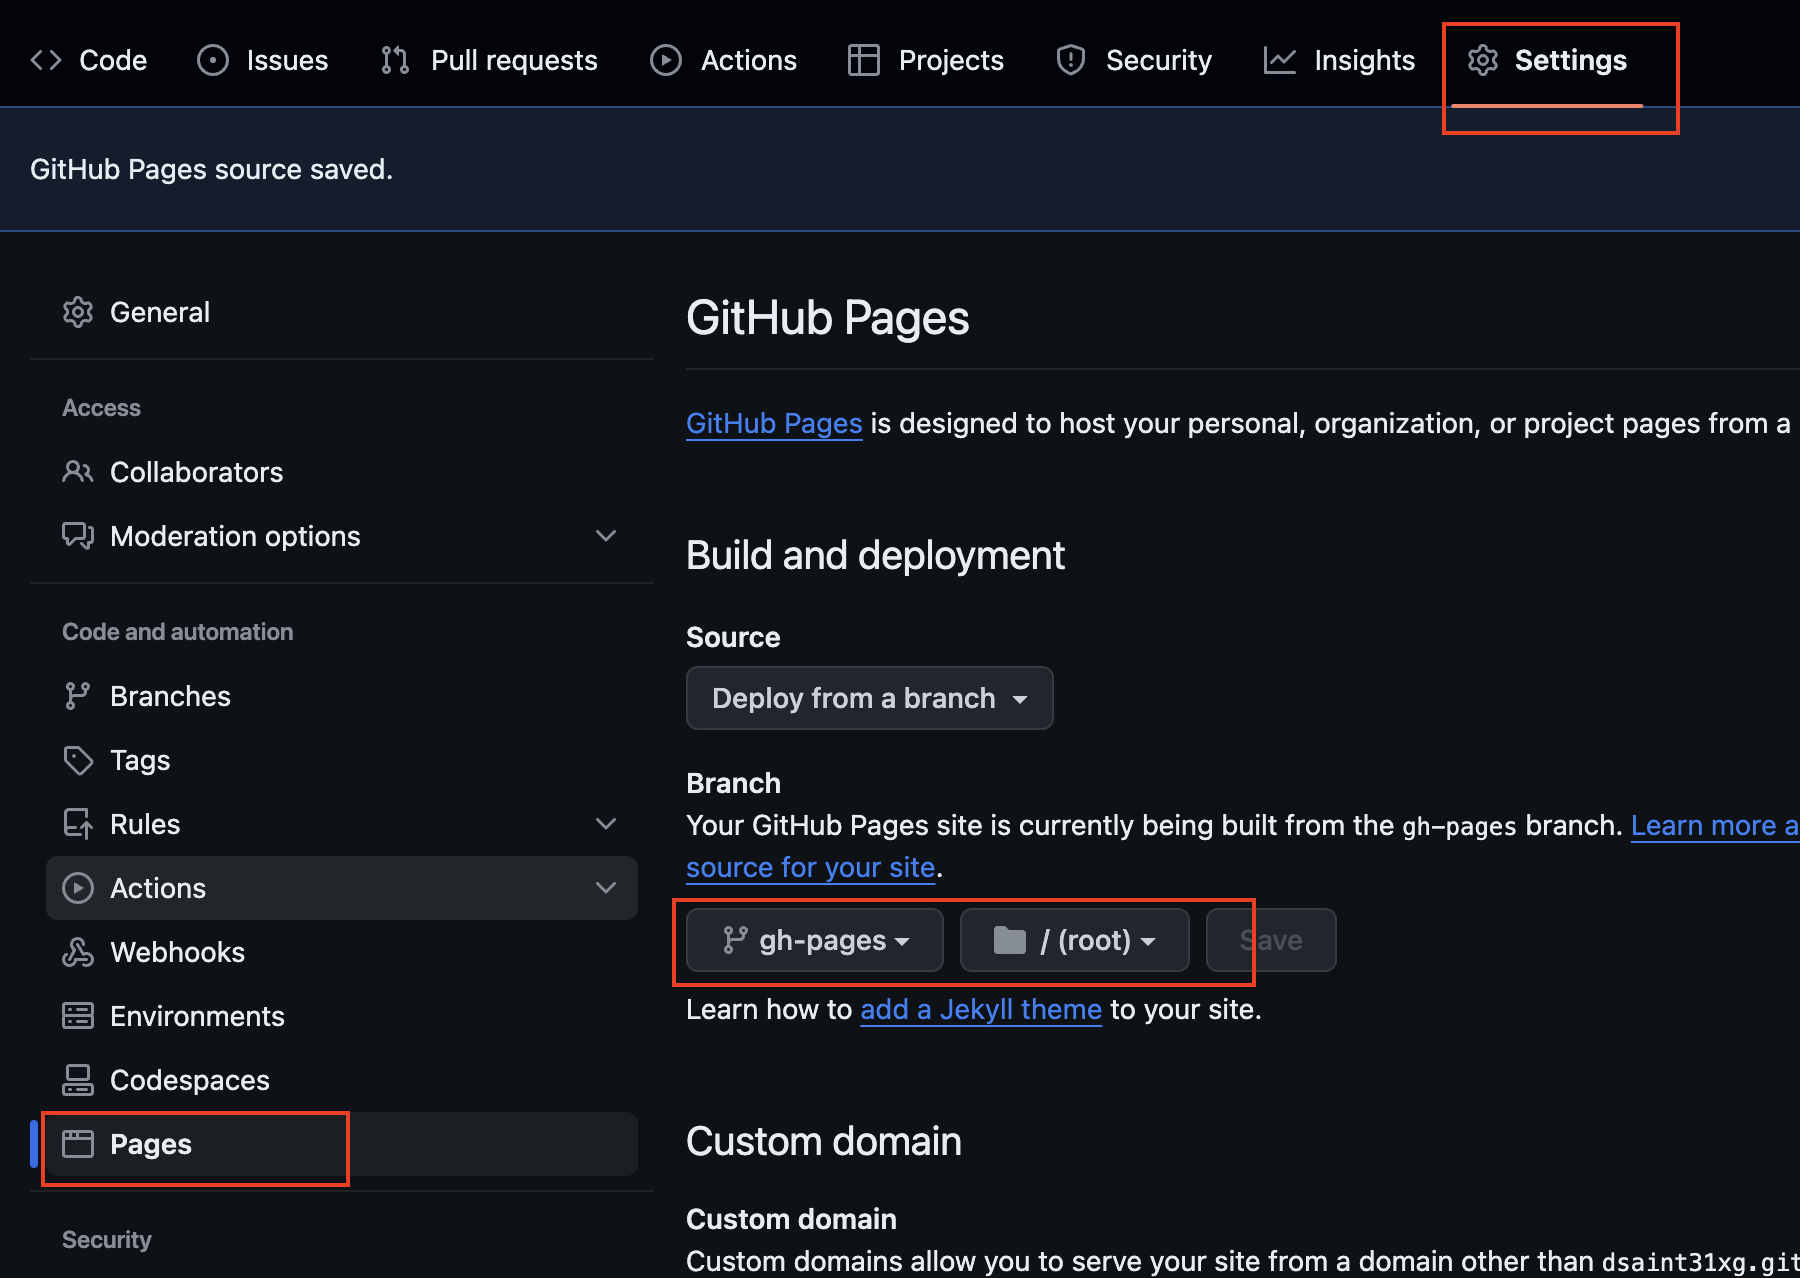 Code Issues Pull requests Actions Projects Security Insights Settings
GitHub Pages source saved.
General
Access
Collaborators
Moderation options
Code and automation
Branches
Tags
Rules
Actions
Webhooks
Environments
Codespaces
Pages
Security
GitHub Pages
GitHub Pages is designed to host your personal, organization, or project pages from a
Build and deployment
Source
Deploy from a branch
Branch
Your GitHub Pages site is currently being built from the gh-pages branch. Learn more a
source for your site.
gh-pages / (root) Save
Learn how to add a Jekyll theme to your site.
Custom domain
Custom domain
Custom domains allow you to serve your site from a domain other than dsaint31xg.git